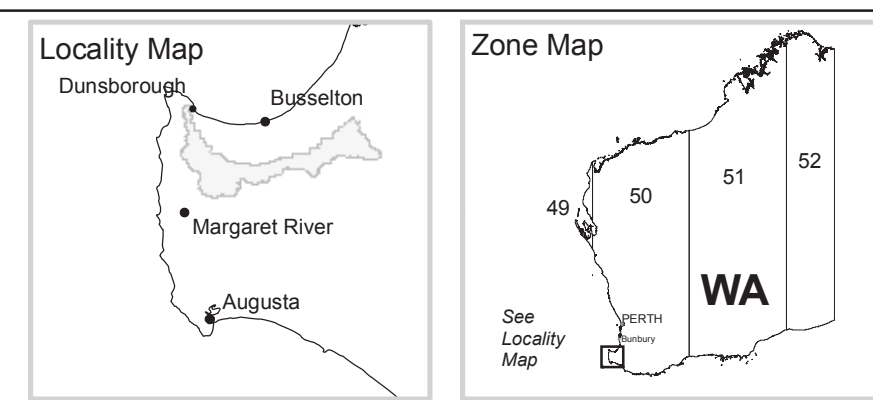 Locality Map
Dunsborough
Busselton
Margaret River
Augusta
Zone Map
52
51
50
49
WA
See
Locality
Map
PERTH
Bunbury